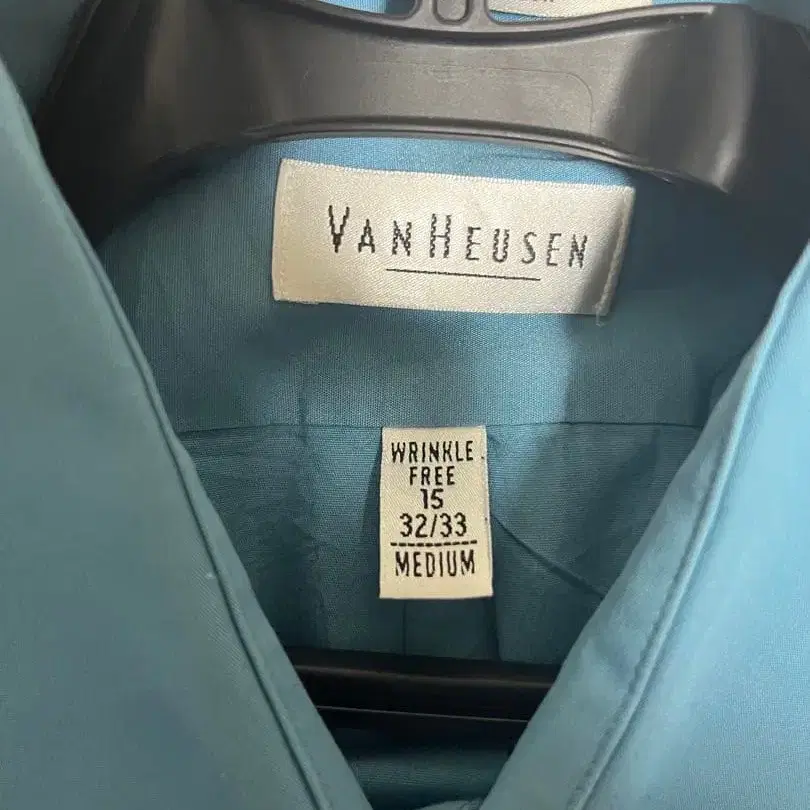 VAN HEUSEN
WRINKLE
FREE
15
32/33
MEDIUM